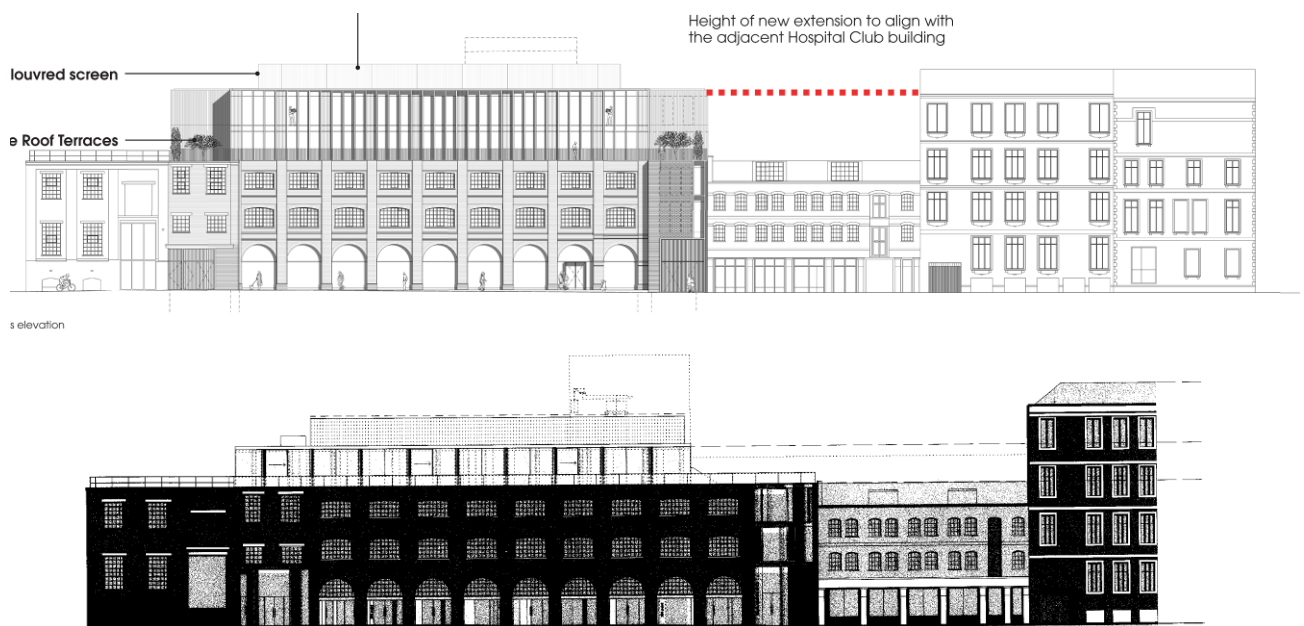 Height of new extension to align with
the adjacent Hospital Club building
louvred screen
e Roof Terraces
s elevation